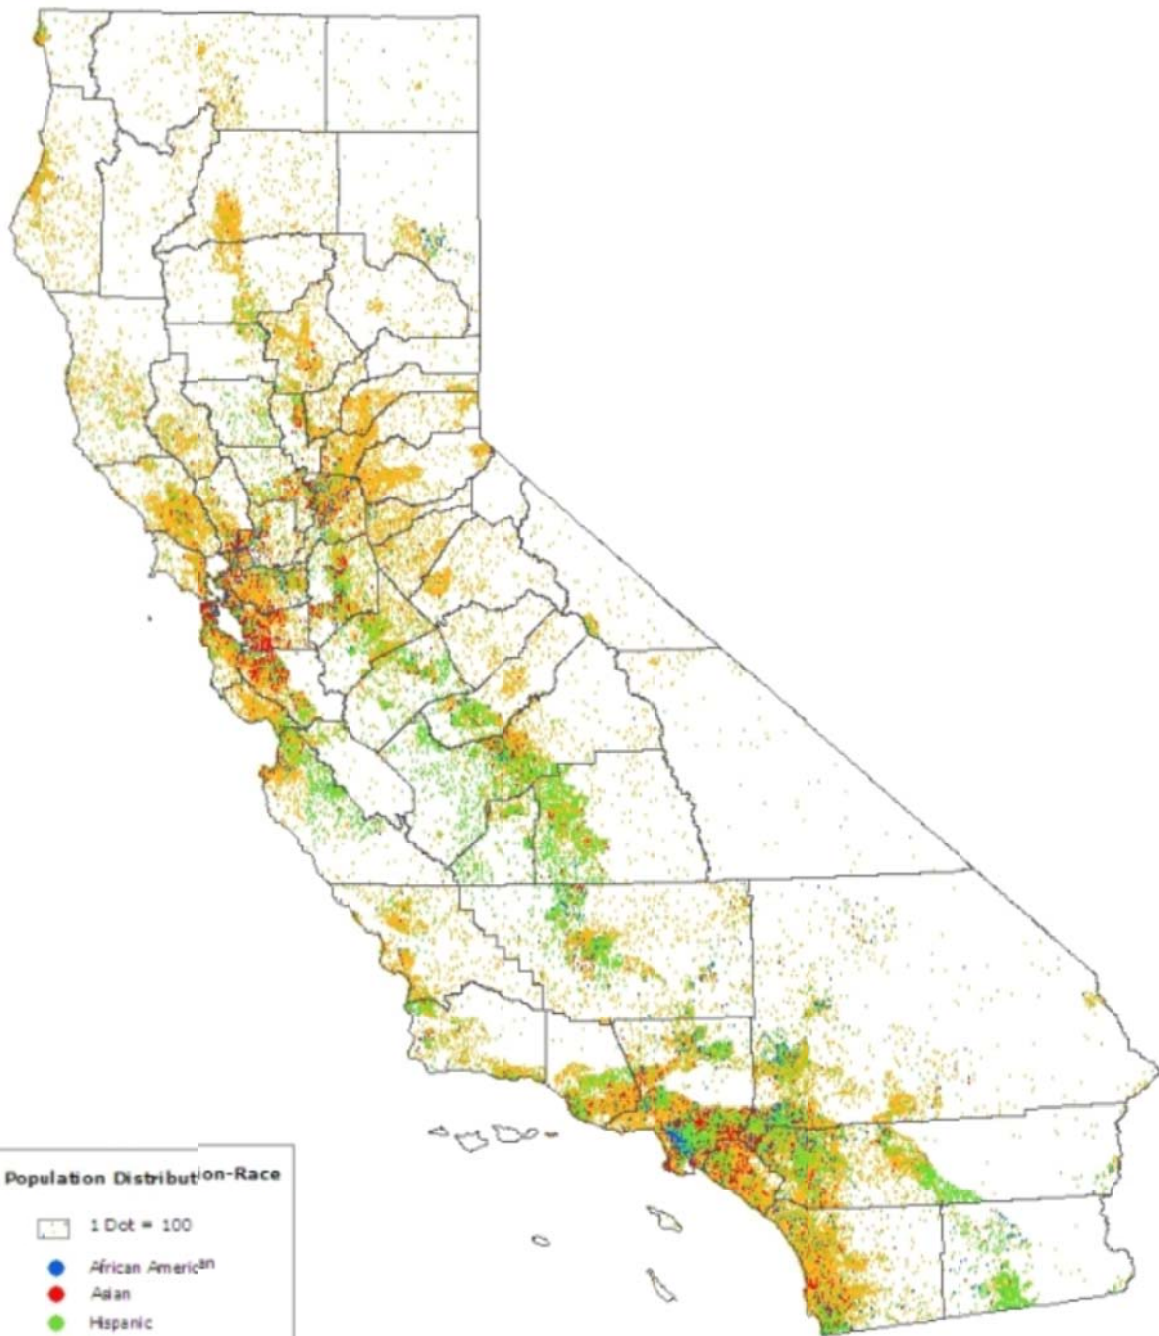 Population Distribution-Race
1 Dot = 100
African American
Asian
Hispanic